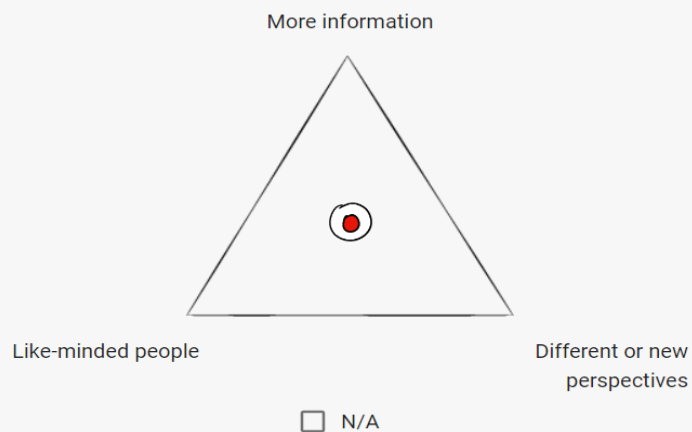 More information
Like-minded people
Different or new
perspectives
N/A